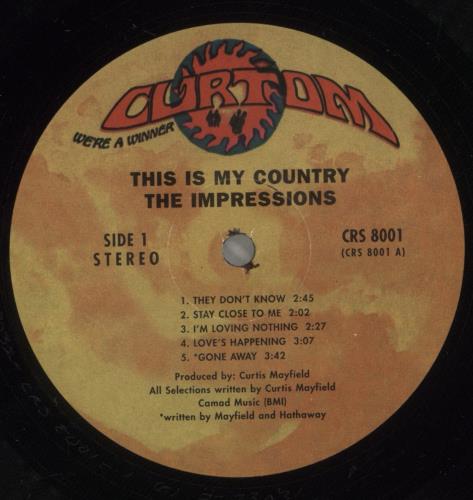 CURTOM
WE'RE A WINNER
THIS IS MY COUNTRY
THE IMPRESSIONS
SIDE 1
STEREO
CRS 8001
(CRS 8001 A)
1. THEY DON'T KNOW 2:45
2. STAY CLOSE TO ME 2:02
3. I'M LOVING NOTHING 2:27
4. LOVE'S HAPPENING 3:07
5. *GONE AWAY 3:42
Produced by: Curtis Mayfield
All Selections written by Curtis Mayfield
Camad Music (BMI)
*written by Mayfield and Hathaway